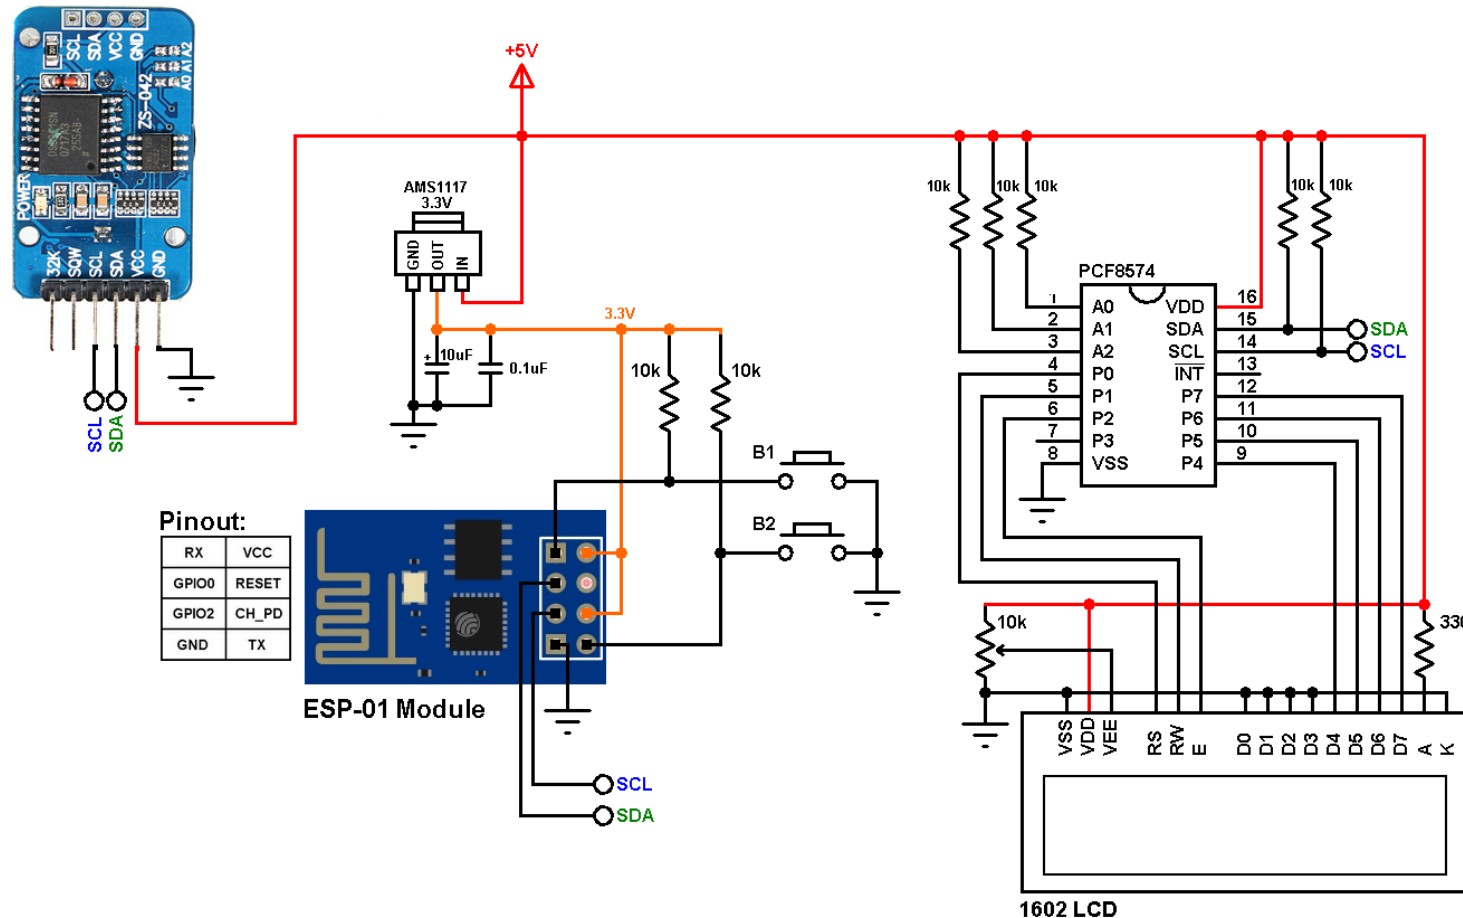 SCL
SDA
VCC
GND
A0 A1 A2
ZS-042
POWER
32K
SQW
SCL
SDA
VCC
GND
SCL
SDA
+5V
AMS1117
3.3V
GND
OUT
IN
3.3V
+
10uF
0.1uF
10k
10k
B1
B2
Pinout:
RX VCC
GPIO0 RESET
GPIO2 CH_PD
GND TX
ESP-01 Module
SCL
SDA
10k
10k
10k
10k
10k
PCF8574
1 A0 VDD 16
2 A1 SDA 15
3 A2 SCL 14
4 P0 INT 13
5 P1 P7 12
6 P2 P6 11
7 P3 P5 10
8 VSS P4 9
SDA
SCL
10k
330
VSS
VDD
VEE
RS
RW
E
D0
D1
D2
D3
D4
D5
D6
D7
A
K
1602 LCD